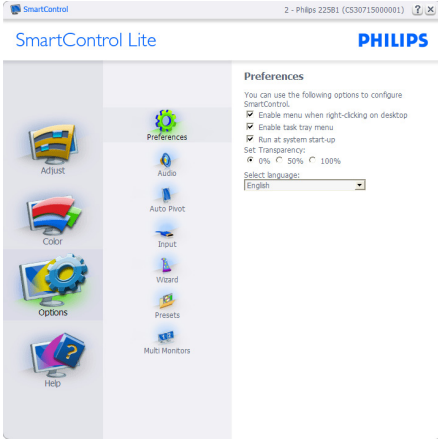 SmartControl
2 - Philips 225B1 (CS30715000001)
SmartControl Lite
PHILIPS
Adjust
Color
Options
Help
Preferences
Audio
Auto Pivot
Input
Wizard
Presets
Multi Monitors
Preferences
You can use the following options to configure
SmartControl.
Enable menu when right-clicking on desktop
Enable task tray menu
Run at system start-up
Set Transparency:
0% 50% 100%
Select language:
English